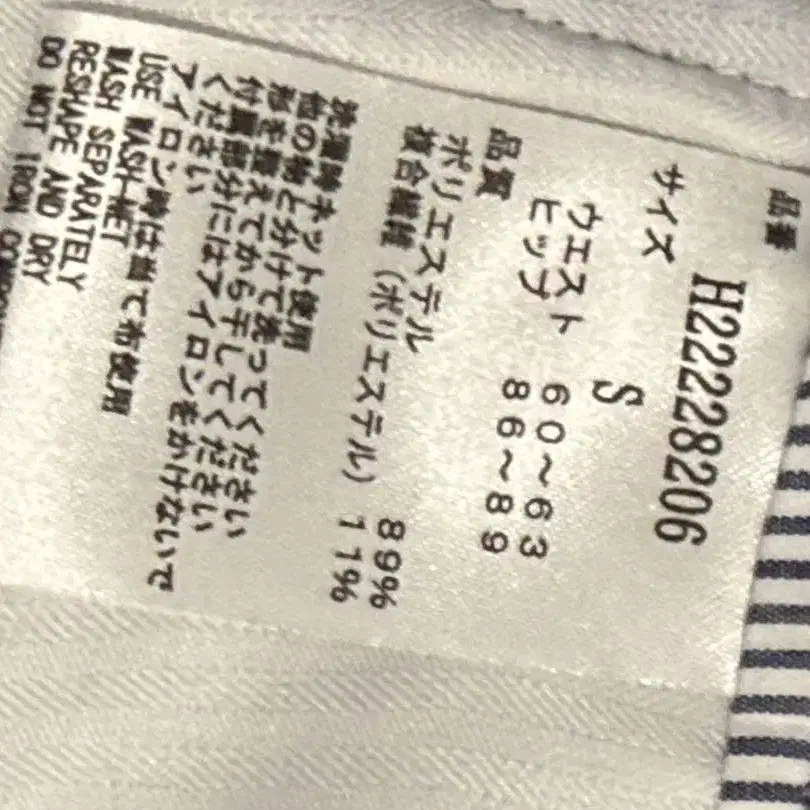 品番
H22228206
サイズ S
ウエスト 60〜63
ヒップ 86〜89
品質
ポリエステル 89%
複合繊維（ポリエステル） 11%
洗濯時ネット使用
他の物と分けて洗ってください
形を整えてから干してください
付属部分にはアイロンをかけないで
ください
アイロン時は当て布使用
USE WASH-NET
WASH SEPARATELY
RESHAPE AND DRY
DO NOT IRON